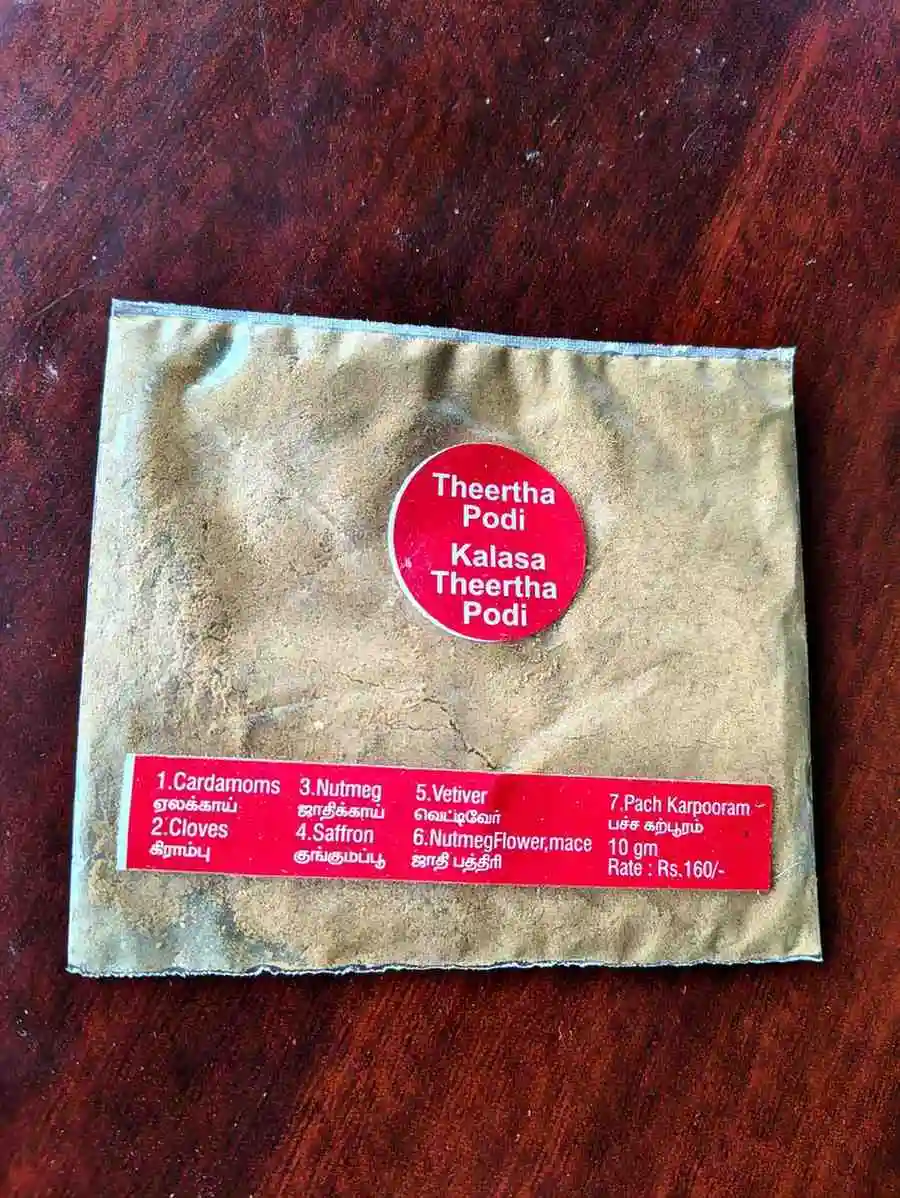 Theertha
Podi
Kalasa
Theertha
Podi
1.Cardamoms
ஏலக்காய்
2.Cloves
கிராம்பு
3.Nutmeg
ஜாதிக்காய்
4.Saffron
குங்குமப்பூ
5.Vetiver
வெட்டிவேர்
6.NutmegFlower,mace
ஜாதீ பத்திரி
7.Pach Karpooram
பச்ச கற்பூரம்
10 gm
Rate : Rs.160/-